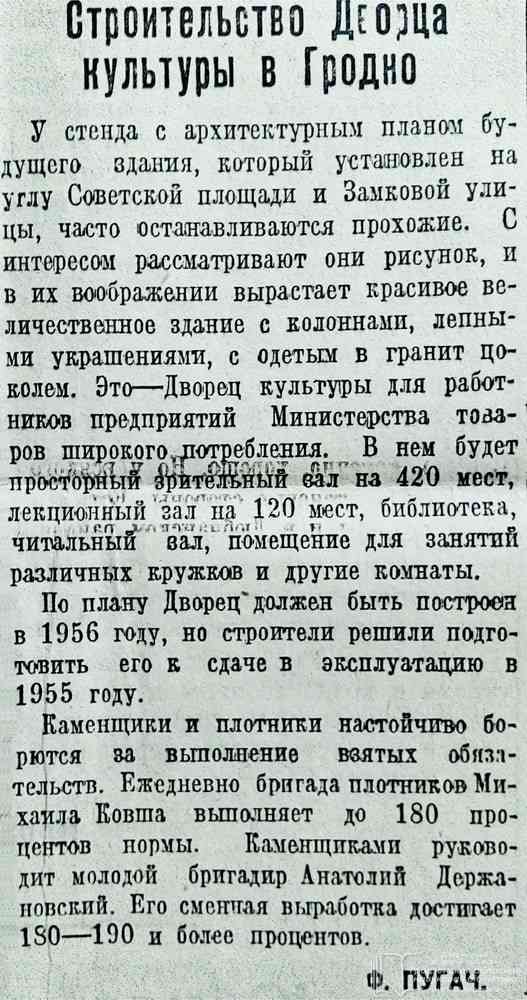 Строительство Дворца
культуры в Гродно
У стенда с архитектурным планом бу-
дущего здания, который установлен на
углу Советской площади и Замковой ули-
цы, часто останавливаются прохожие. С
интересом рассматривают они рисунок, и
в их воображении вырастает красивое ве-
личественное здание с колоннами, лепны-
ми украшениями, с одетым в гранит цо-
колем. Это—Дворец культуры для работ-
ников предприятий Министерства това-
ров широкого потребления. В нем будет
просторный зрительный зал на 420 мест,
лекционный зал на 120 мест, библиотека,
читальный зал, помещение для занятий
различных кружков и другие комнаты.
По плану Дворец должен быть построен
в 1956 году, но строители решили подго-
товить его к сдаче в эксплуатацию в
1955 году.
Каменщики и плотники настойчиво бо-
рются за выполнение взятых обяза-
тельств. Ежедневно бригада плотников Ми-
хаила Ковша выполняет до 180 про-
центов нормы. Каменщиками руково-
дит молодой бригадир Анатолий Держа-
новский. Его сменная выработка достигает
180—190 и более процентов.
Ф. ПУГАЧ.